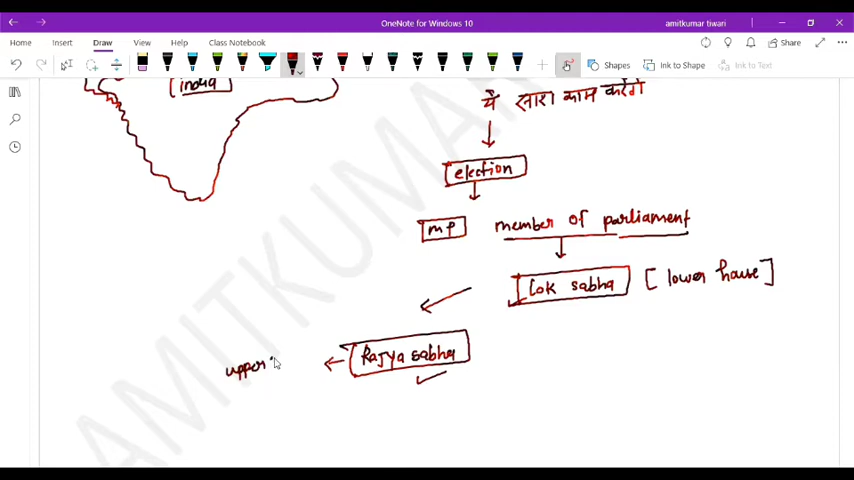 OneNote for Windows 10
amitkumar tiwari
Home Insert Draw View Help Class Notebook
Share
Shapes Ink to Shape Ink to Text
india
ये सारा काम करेंगे
election
MP member of parliament
Lok sabha [lower house]
Rajya sabha
upper
AMITKUMAR